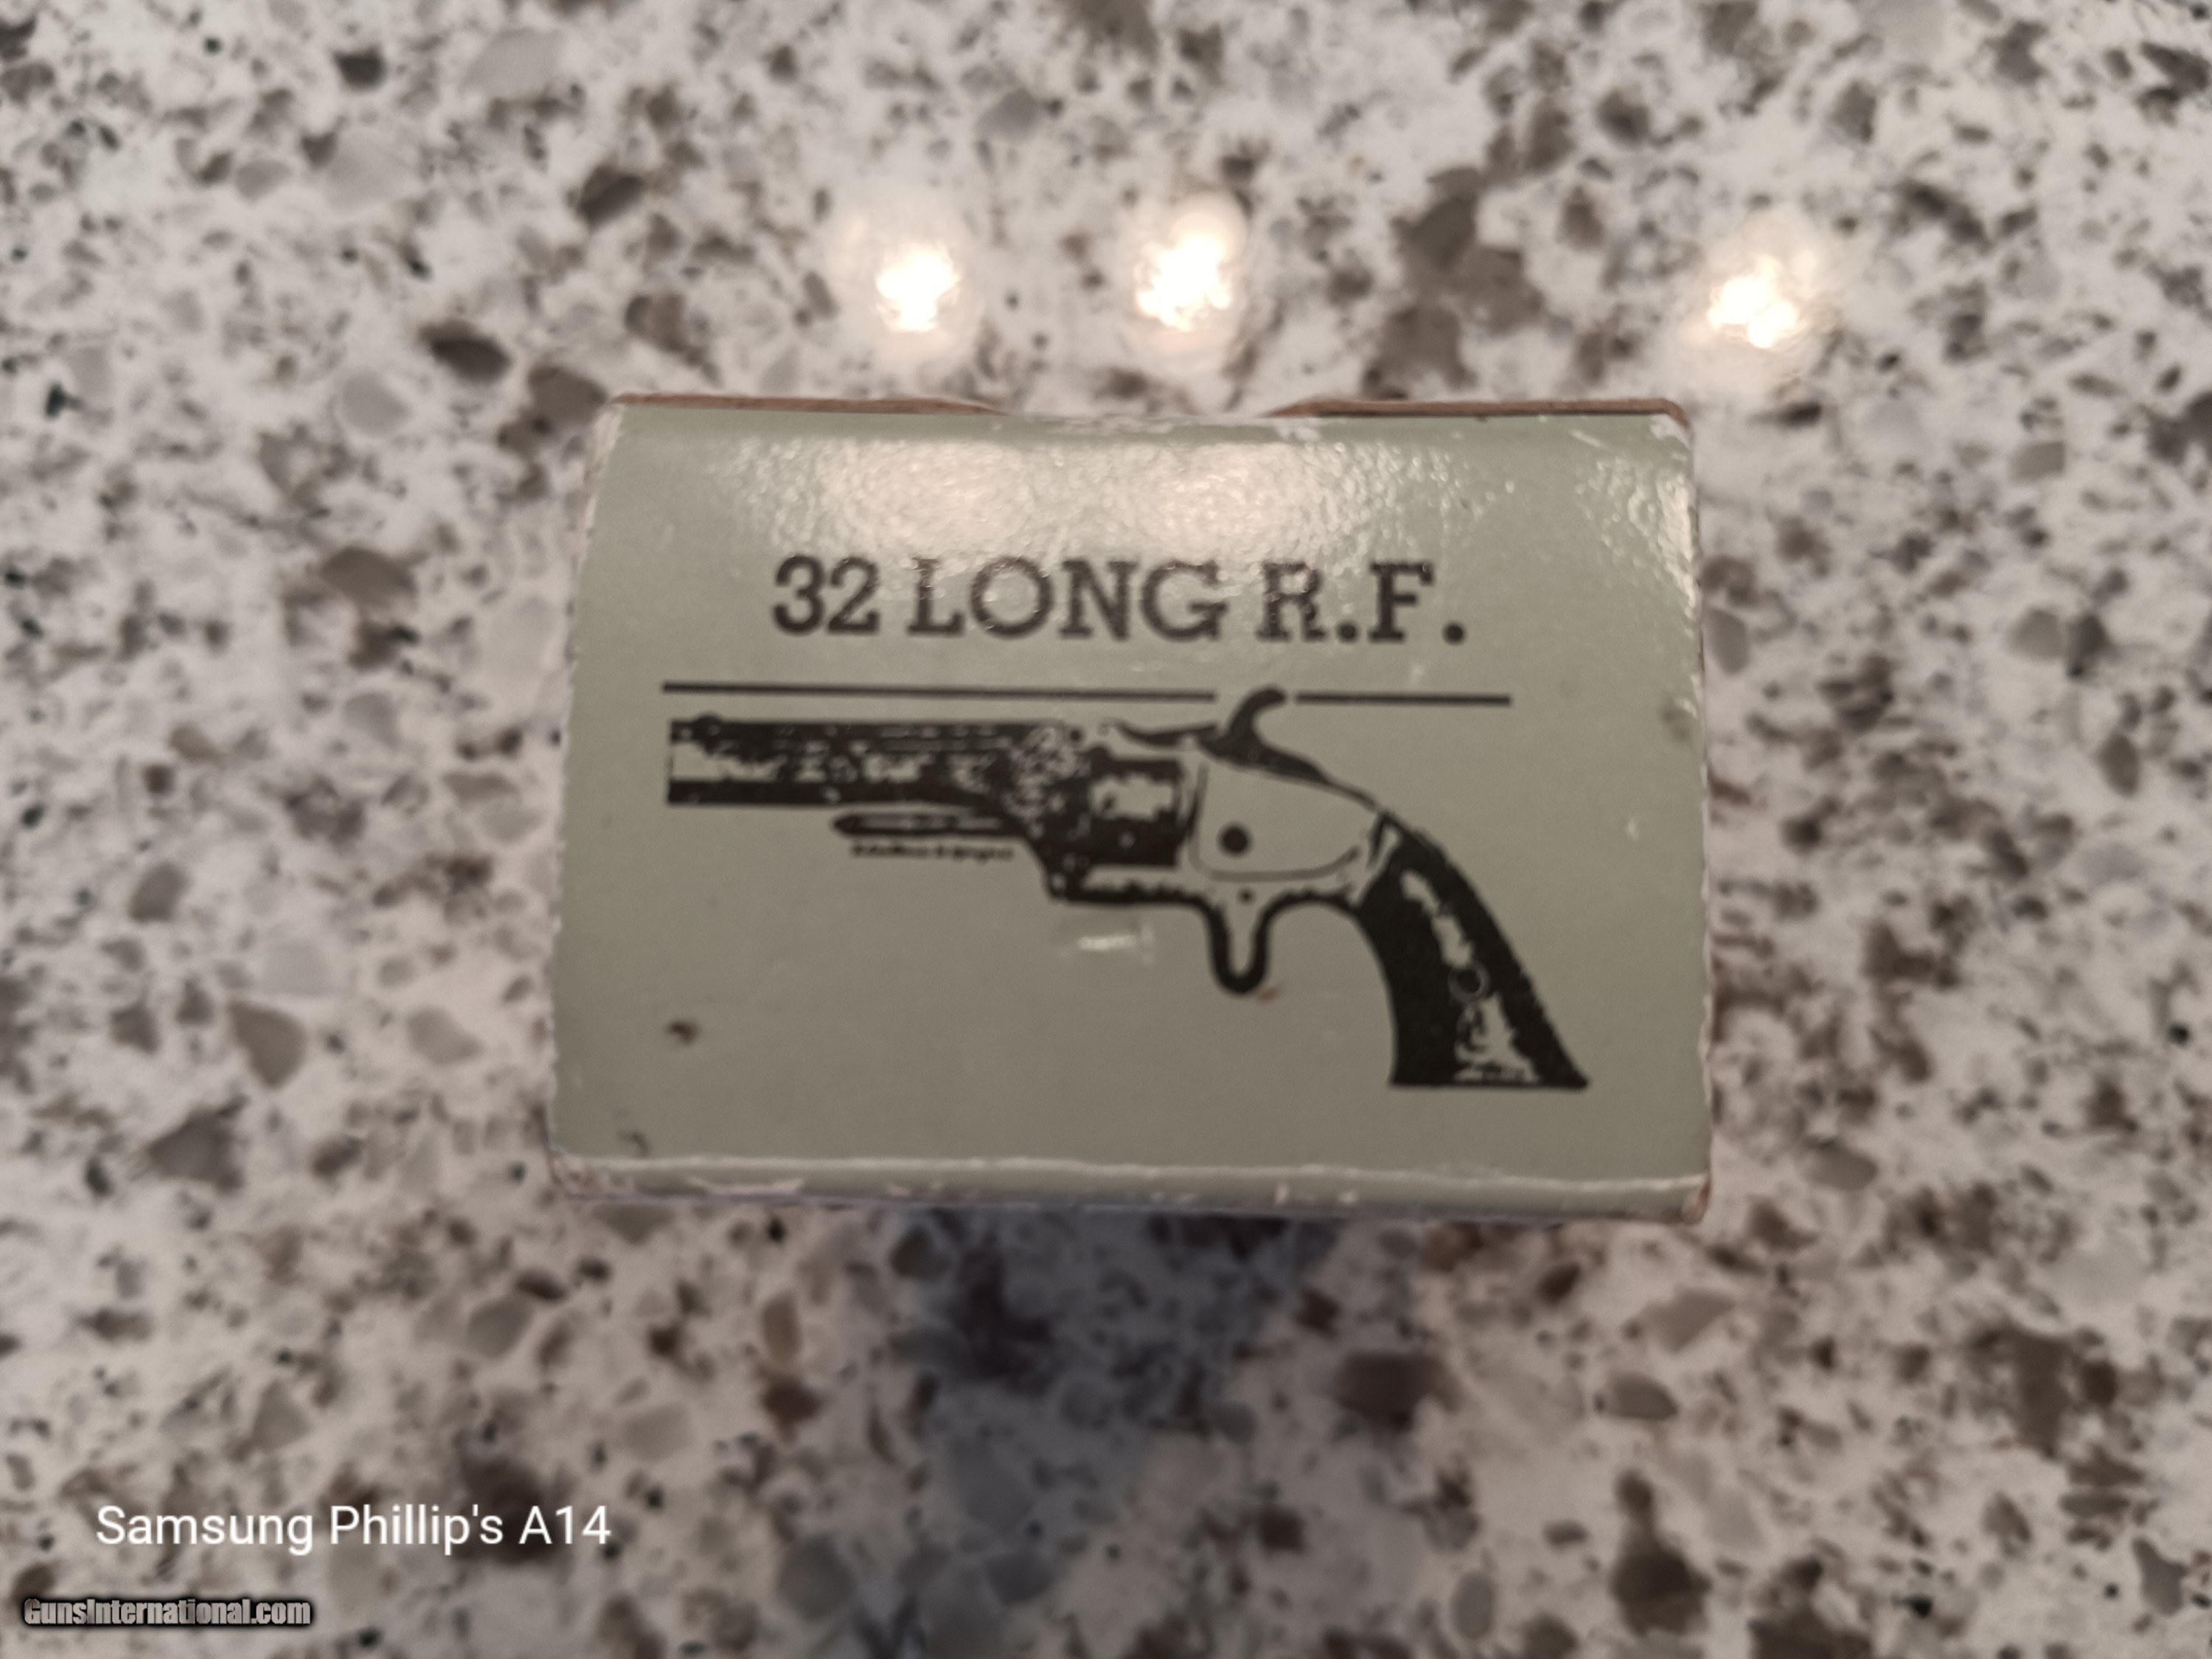 32 LONG R.F.
Samsung Phillip's A14
GunsInternational.com